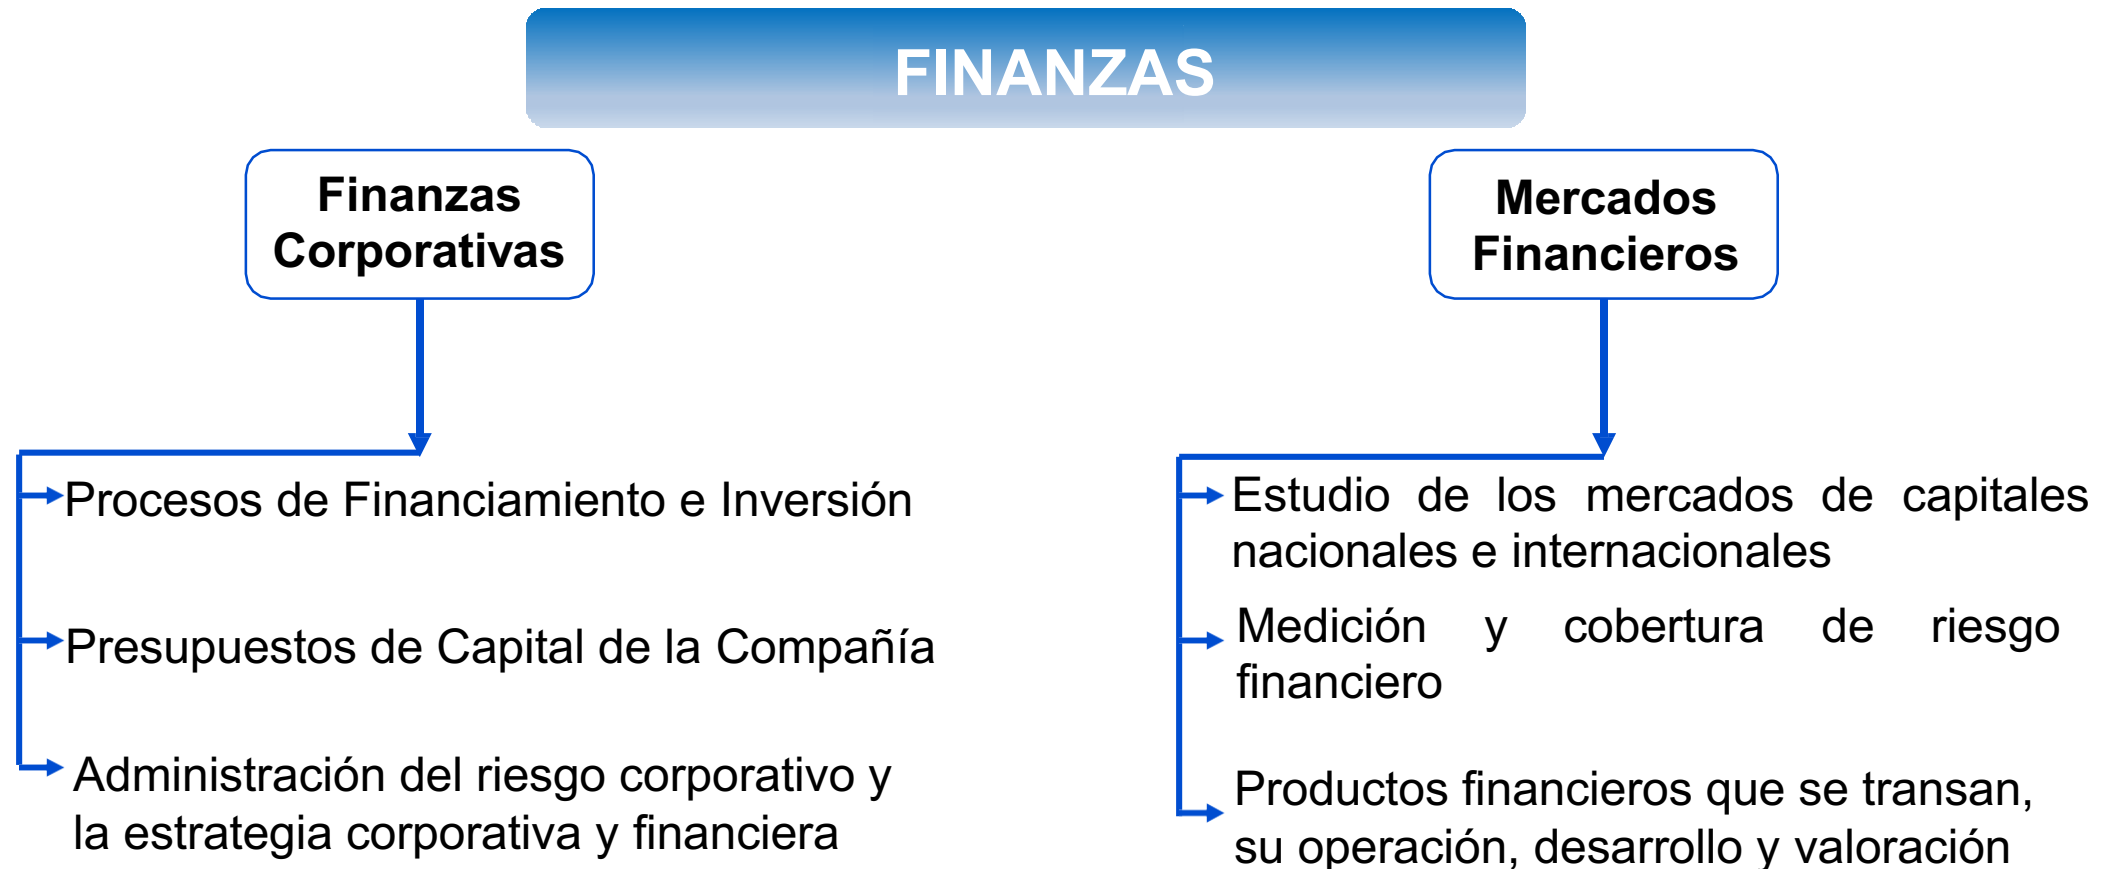 FINANZAS
Finanzas
Corporativas
Procesos de Financiamiento e Inversión
Presupuestos de Capital de la Compañía
Administración del riesgo corporativo y
la estrategia corporativa y financiera
Mercados
Financieros
Estudio de los mercados de capitales
nacionales e internacionales
Medición y cobertura de riesgo
financiero
Productos financieros que se transan,
su operación, desarrollo y valoración